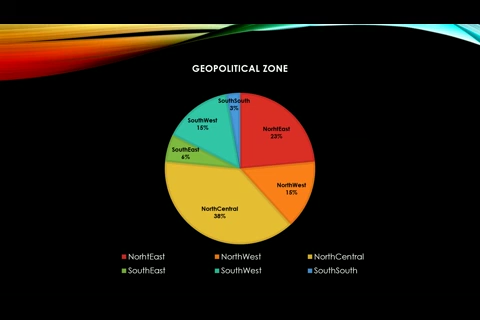 GEOPOLITICAL ZONE
SouthSouth
3%
NorhtEast
23%
SouthWest
15%
SouthEast
6%
NorthWest
15%
NorthCentral
38%
NorhtEast
NorthWest
NorthCentral
SouthEast
SouthWest
SouthSouth